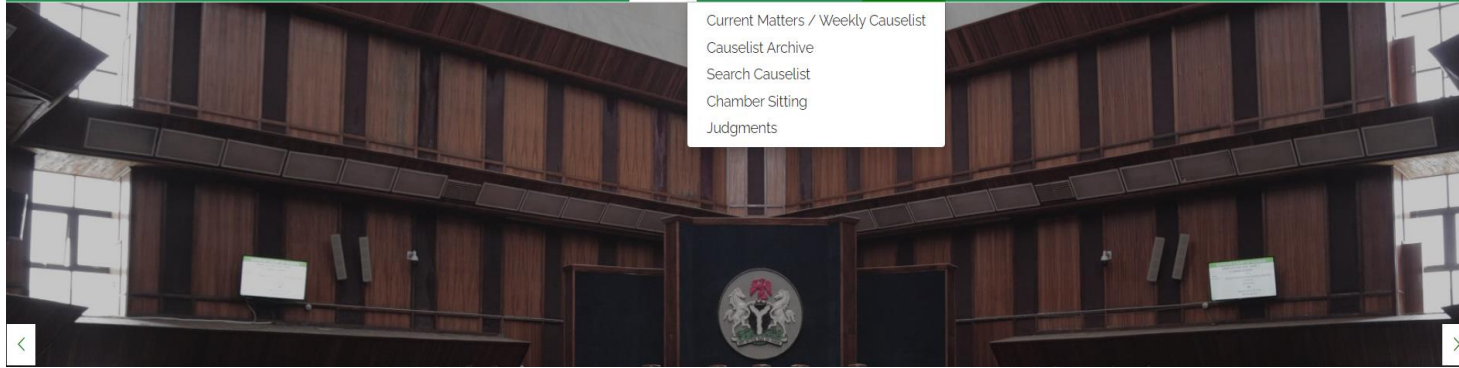 Current Matters / Weekly Causelist
Causelist Archive
Search Causelist
Chamber Sitting
Judgments